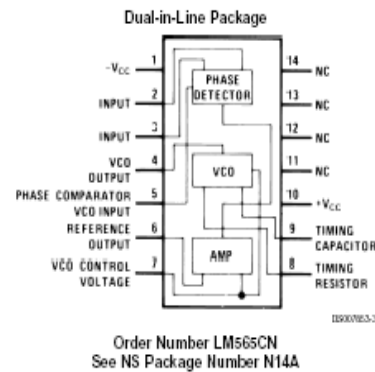 Dual-in-Line Package
1
−VCC
2
INPUT
3
INPUT
4
VCO
OUTPUT
5
PHASE COMPARATOR
VCO INPUT
6
REFERENCE
OUTPUT
7
VCO CONTROL
VOLTAGE
PHASE
DETECTOR
VCO
AMP
14
NC
13
NC
12
NC
11
NC
10
+VCC
9
TIMING
CAPACITOR
8
TIMING
RESISTOR
Order Number LM565CN
See NS Package Number N14A